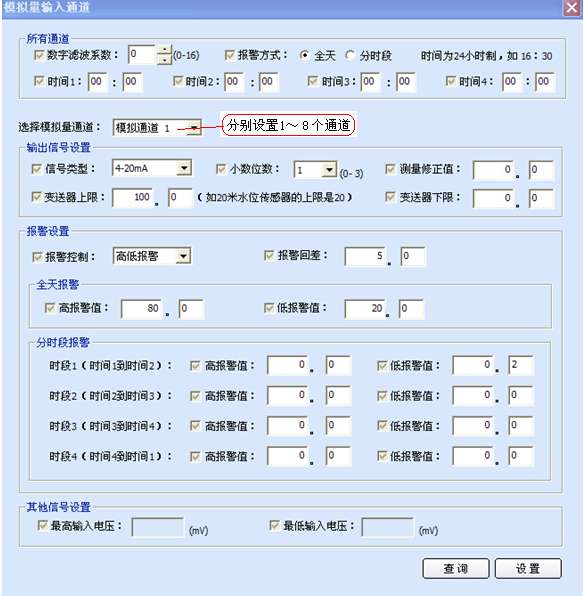 模拟量输入通道
所有通道
数字滤波系数： 0 (0-16) 报警方式： 全天 分时段 时间为24小时制，如 16：30
时间1： 00 : 00 时间2： 00 : 00 时间3： 00 : 00 时间4： 00 : 00
选择模拟量通道： 模拟通道 1 分别设置1～８个通道
输出信号设置
信号类型： 4-20mA 小数位数： 1 (0- 3) 测量修正值： 0 。 0
变送器上限： 100 。 0 （如20米水位传感器的上限是20） 变送器下限： 0 。 0
报警设置
报警控制： 高低报警 报警回差： 5 。 0
全天报警
高报警值： 80 。 0 低报警值： 20 。 0
分时段报警
时段1（时间1到时间2）： 高报警值： 0 。 0 低报警值： 0 。 2
时段2（时间2到时间3）： 高报警值： 0 。 0 低报警值： 0 。 0
时段3（时间3到时间4）： 高报警值： 0 。 0 低报警值： 0 。 0
时段4（时间4到时间1）： 高报警值： 0 。 0 低报警值： 0 。 0
其他信号设置
最高输入电压： (mV) 最低输入电压： (mV)
查询 设置